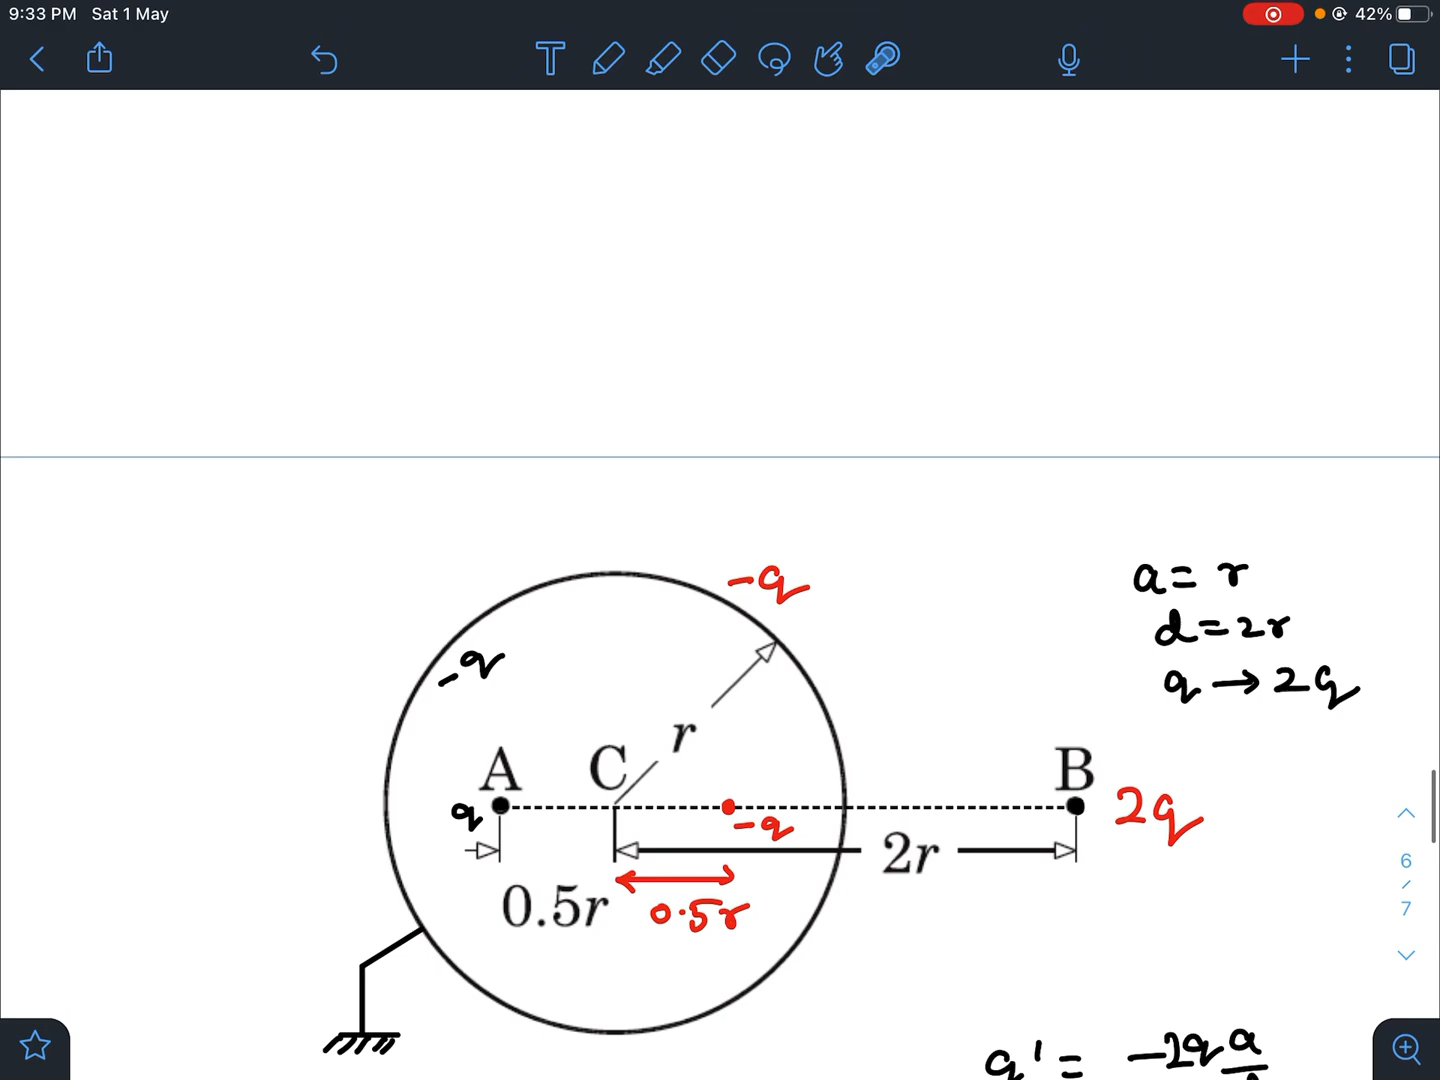 9:33 PM Sat 1 May
42%
T
-q
a = r
d = 2r
q → 2q
-q
r
A C B
q
-q
2q
2r
0.5r
0.5r
6
/
7
q' = -2q a